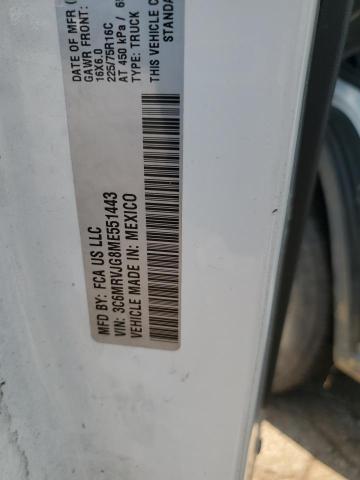 MFD BY: FCA US LLC
VIN: 3C6MRVJG8ME551443
VEHICLE MADE IN: MEXICO
DATE OF MFR (
GAWR FRONT:
16X6.0
225/75R16C
AT 450 kPa /
TYPE: TRUCK
THIS VEHICLE C
STANDA